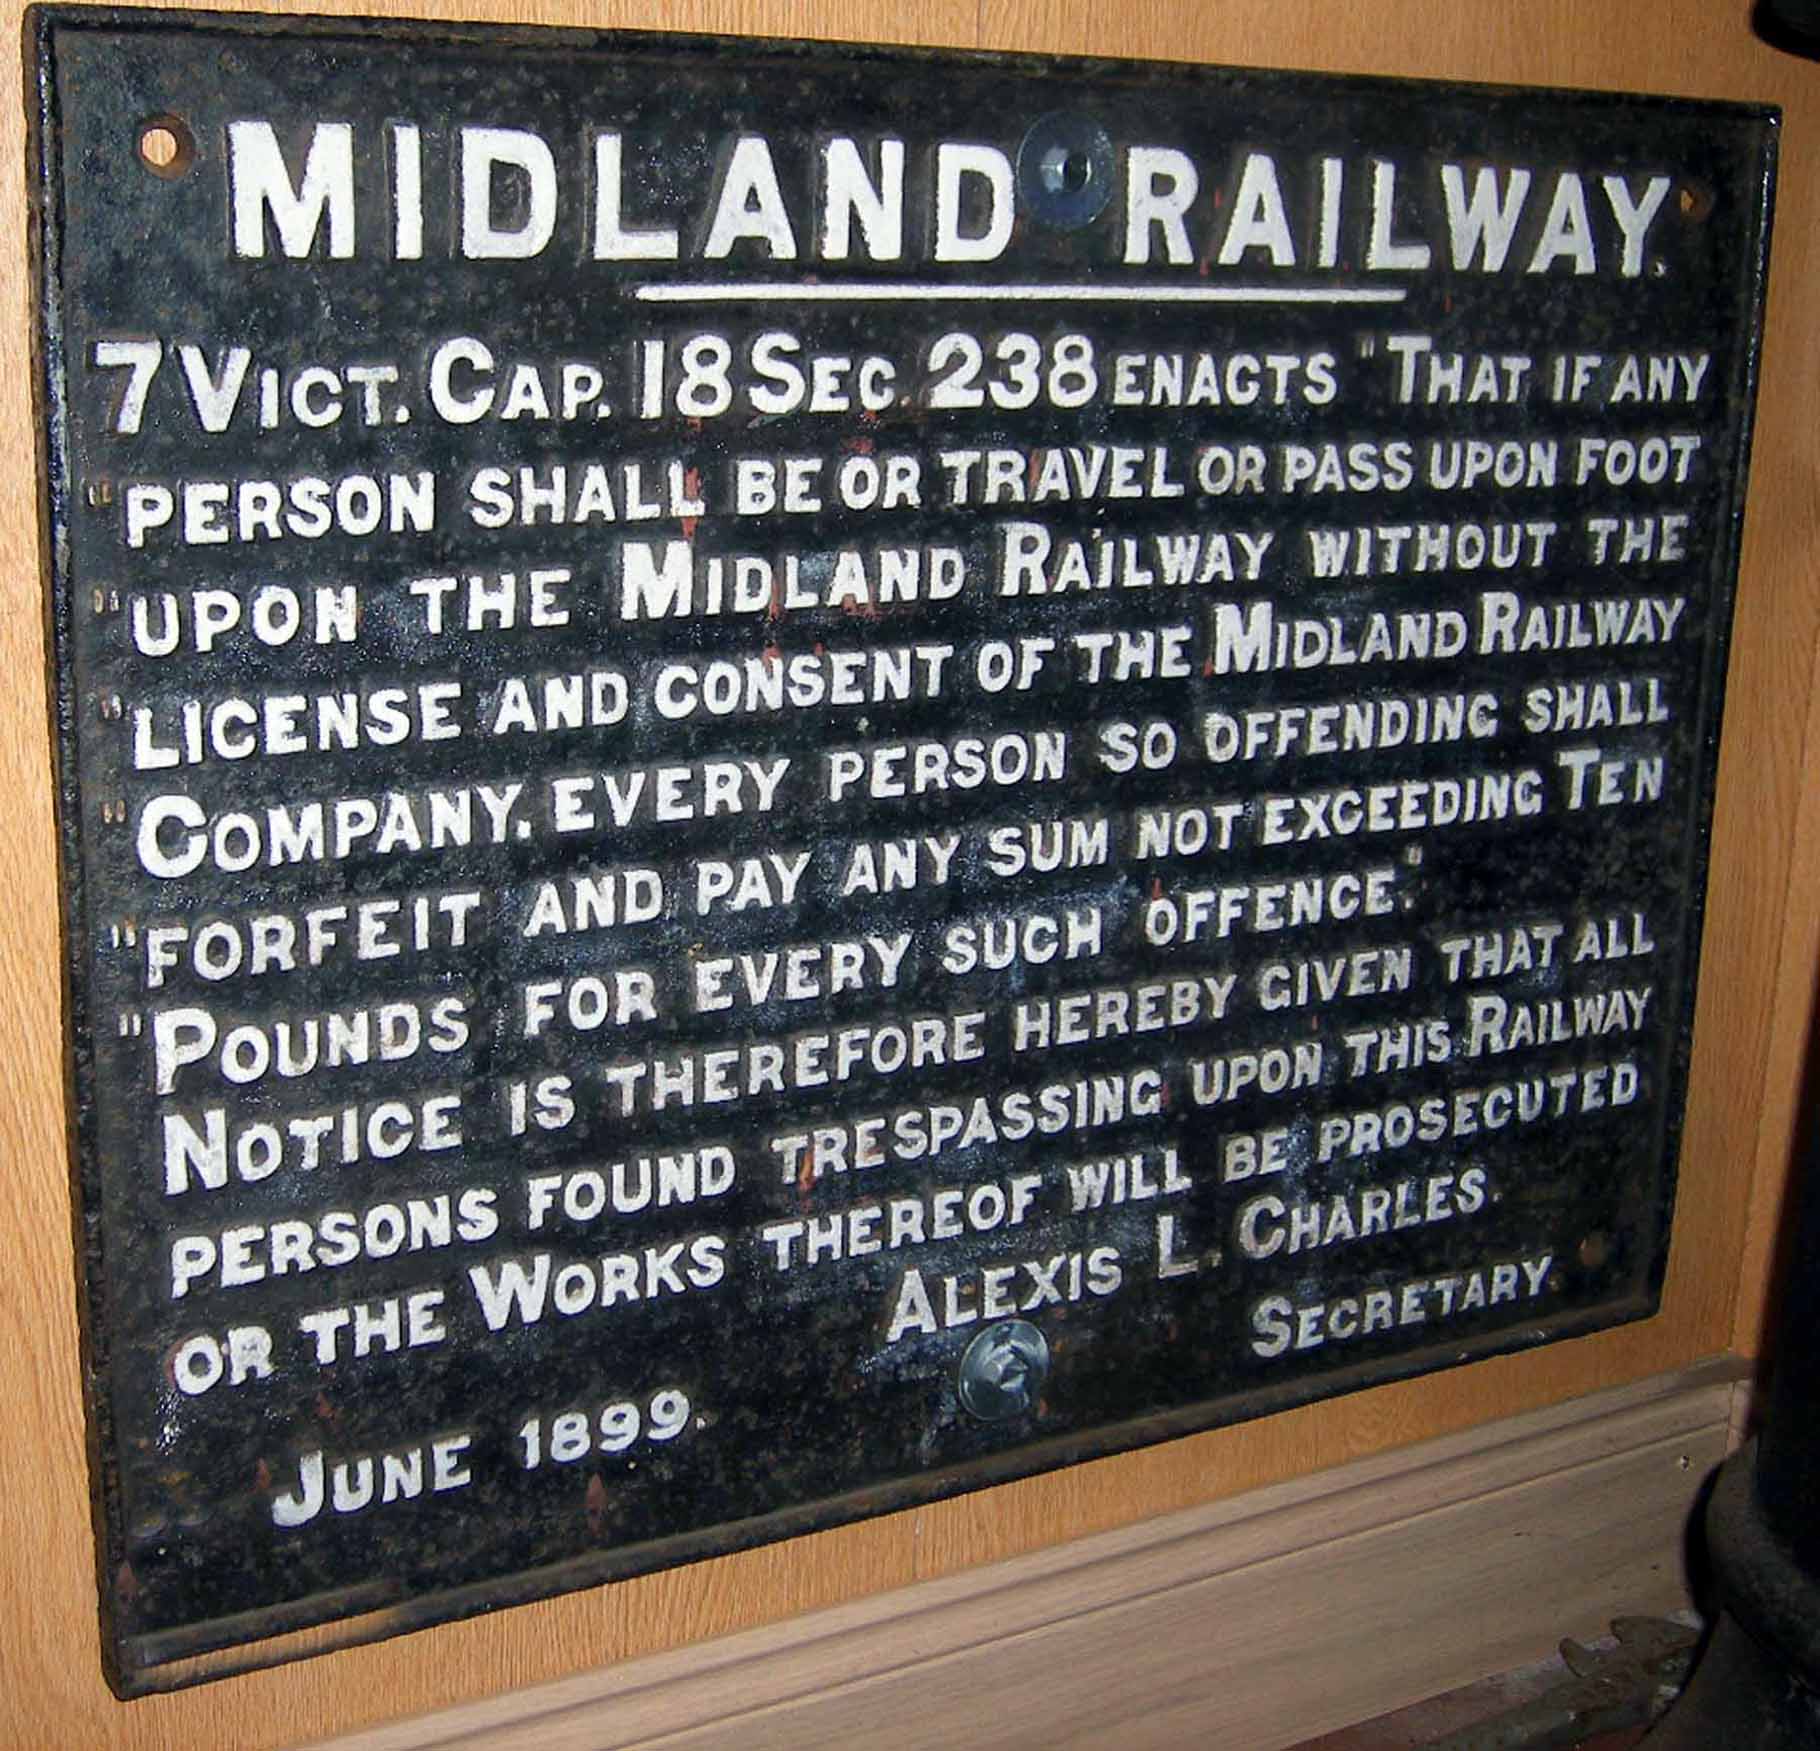 MIDLAND RAILWAY.
7 VICT. CAP. 18 SEC. 238 ENACTS "THAT IF ANY
"PERSON SHALL BE OR TRAVEL OR PASS UPON FOOT
"UPON THE MIDLAND RAILWAY WITHOUT THE
"LICENSE AND CONSENT OF THE MIDLAND RAILWAY
"COMPANY. EVERY PERSON SO OFFENDING SHALL
"FORFEIT AND PAY ANY SUM NOT EXCEEDING TEN
"POUNDS FOR EVERY SUCH OFFENCE."
NOTICE IS THEREFORE HEREBY GIVEN THAT ALL
PERSONS FOUND TRESPASSING UPON THIS RAILWAY
OR THE WORKS THEREOF WILL BE PROSECUTED
ALEXIS L. CHARLES.
SECRETARY.
JUNE 1899.